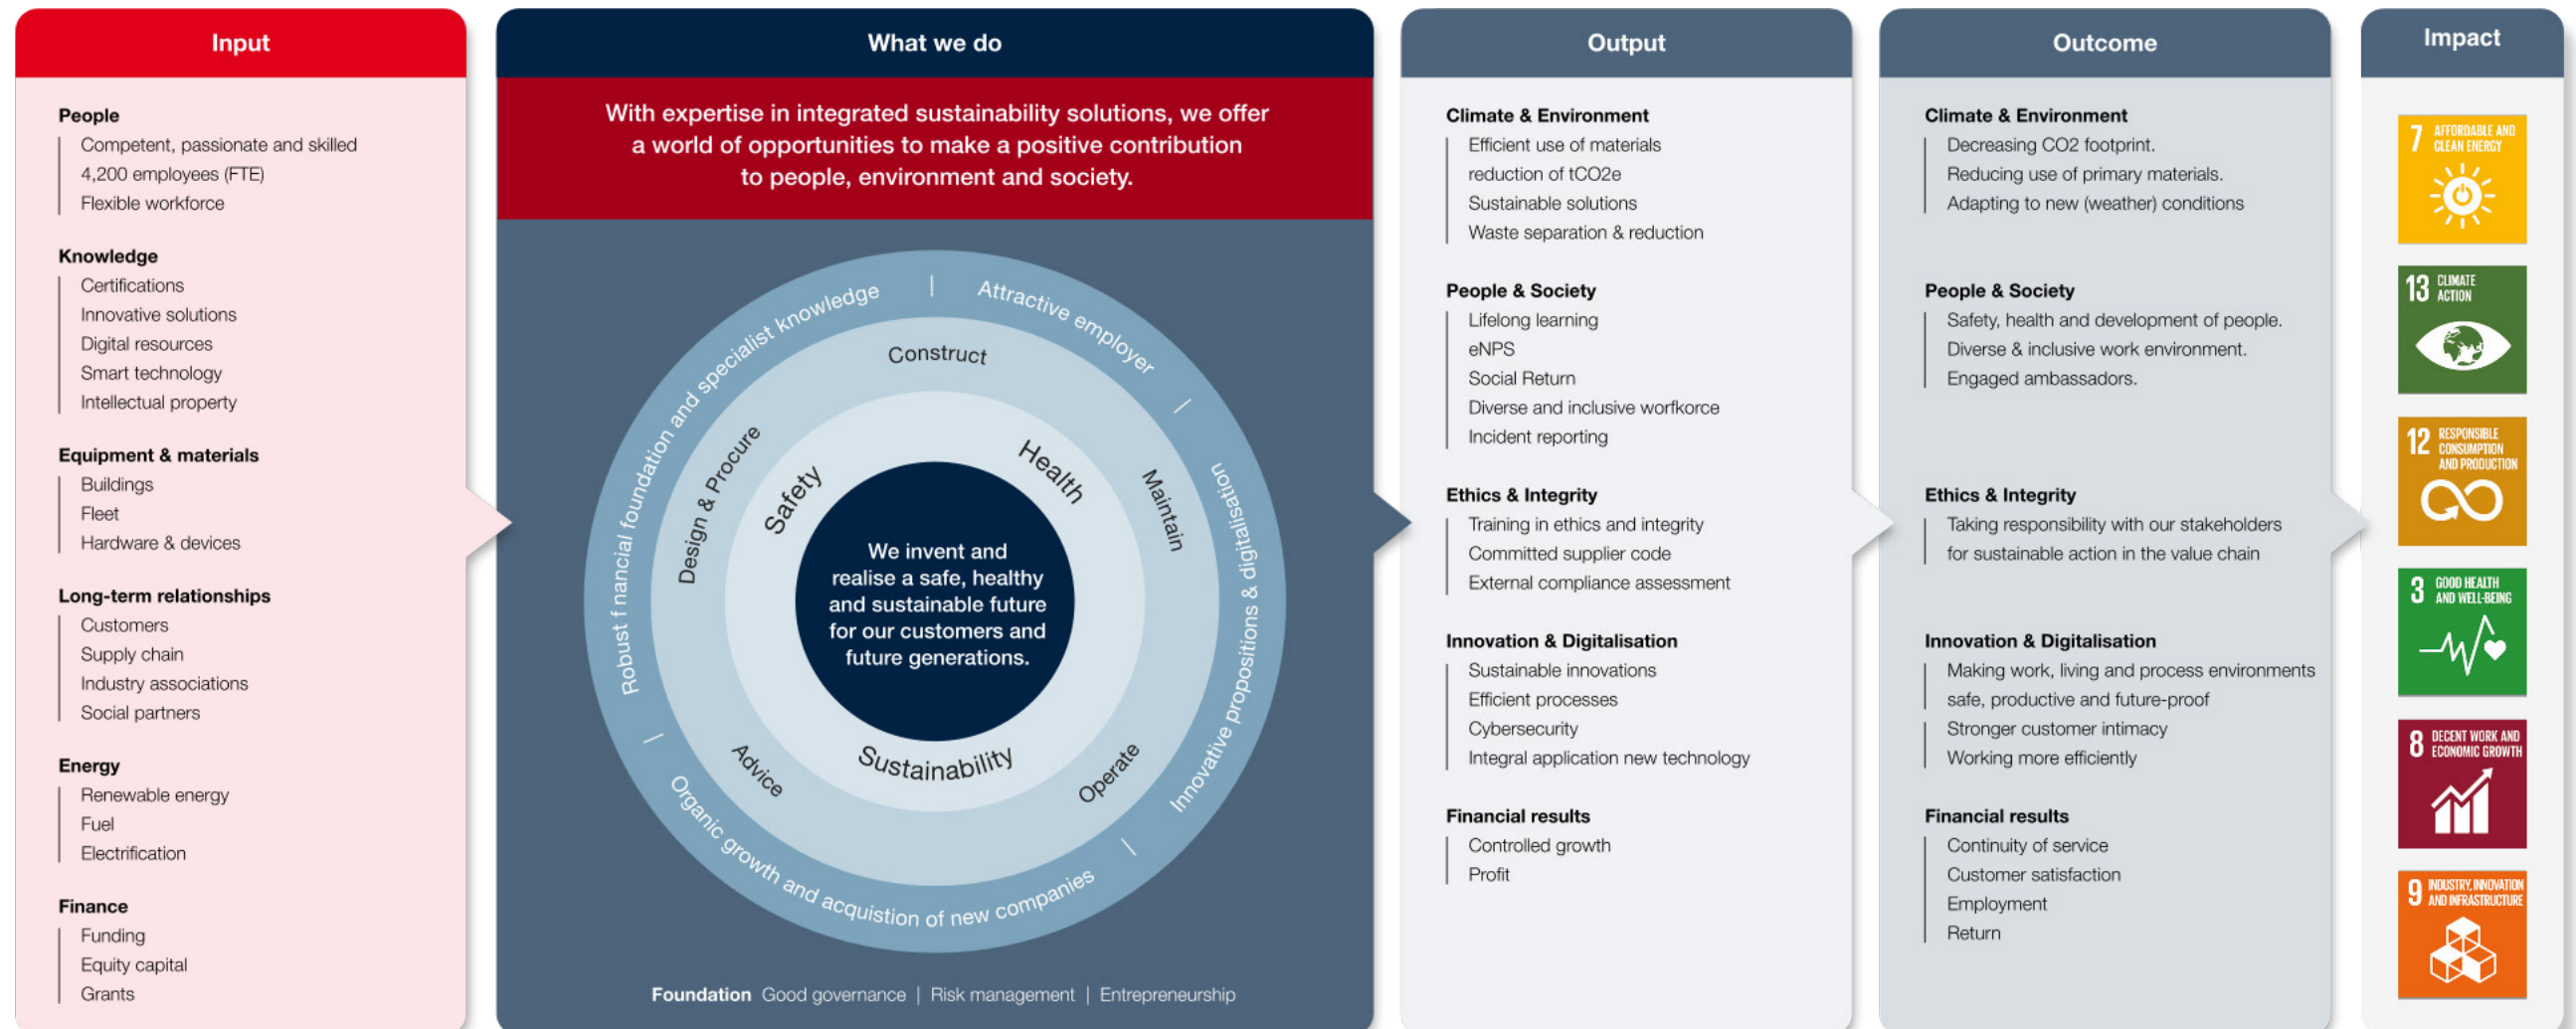 Input
People
Competent, passionate and skilled
4,200 employees (FTE)
Flexible workforce
Knowledge
Certifications
Innovative solutions
Digital resources
Smart technology
Intellectual property
Equipment & materials
Buildings
Fleet
Hardware & devices
Long-term relationships
Customers
Supply chain
Industry associations
Social partners
Energy
Renewable energy
Fuel
Electrification
Finance
Funding
Equity capital
Grants
What we do
With expertise in integrated sustainability solutions, we offer
a world of opportunities to make a positive contribution
to people, environment and society.
Robust f nancial foundation and specialist knowledge
|
Attractive employer
|
Innovative propositions & digitalisation
|
Organic growth and acquistion of new companies
|
Advice
Design & Procure
Construct
Maintain
Operate
Safety
Health
Sustainability
We invent and
realise a safe, healthy
and sustainable future
for our customers and
future generations.
Foundation Good governance | Risk management | Entrepreneurship
Output
Climate & Environment
Efficient use of materials
reduction of tCO2e
Sustainable solutions
Waste separation & reduction
People & Society
Lifelong learning
eNPS
Social Return
Diverse and inclusive worfkorce
Incident reporting
Ethics & Integrity
Training in ethics and integrity
Committed supplier code
External compliance assessment
Innovation & Digitalisation
Sustainable innovations
Efficient processes
Cybersecurity
Integral application new technology
Financial results
Controlled growth
Profit
Outcome
Climate & Environment
Decreasing CO2 footprint.
Reducing use of primary materials.
Adapting to new (weather) conditions
People & Society
Safety, health and development of people.
Diverse & inclusive work environment.
Engaged ambassadors.
Ethics & Integrity
Taking responsibility with our stakeholders
for sustainable action in the value chain
Innovation & Digitalisation
Making work, living and process environments
safe, productive and future-proof
Stronger customer intimacy
Working more efficiently
Financial results
Continuity of service
Customer satisfaction
Employment
Return
Impact
7 AFFORDABLE AND
CLEAN ENERGY
13 CLIMATE
ACTION
12 RESPONSIBLE
CONSUMPTION
AND PRODUCTION
3 GOOD HEALTH
AND WELL-BEING
8 DECENT WORK AND
ECONOMIC GROWTH
9 INDUSTRY, INNOVATION
AND INFRASTRUCTURE